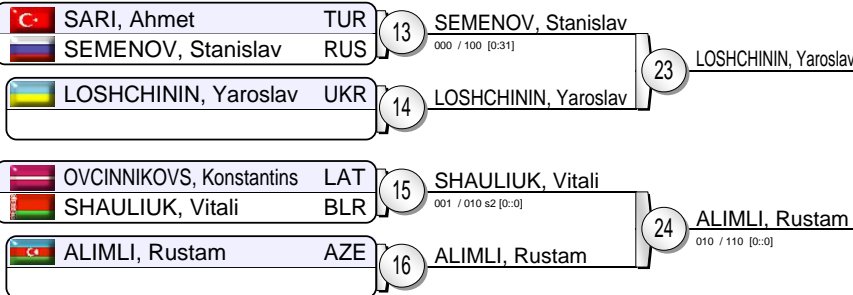 SARI, Ahmet TUR
SEMENOV, Stanislav RUS
13
SEMENOV, Stanislav
000 / 100 [0:31]
LOSHCHININ, Yaroslav UKR
14
LOSHCHININ, Yaroslav
23
LOSHCHININ, Yaroslav
OVCINNIKOVS, Konstantins LAT
SHAULIUK, Vitali BLR
15
SHAULIUK, Vitali
001 / 010 s2 [0::0]
ALIMLI, Rustam AZE
16
ALIMLI, Rustam
24
ALIMLI, Rustam
010 / 110 [0::0]